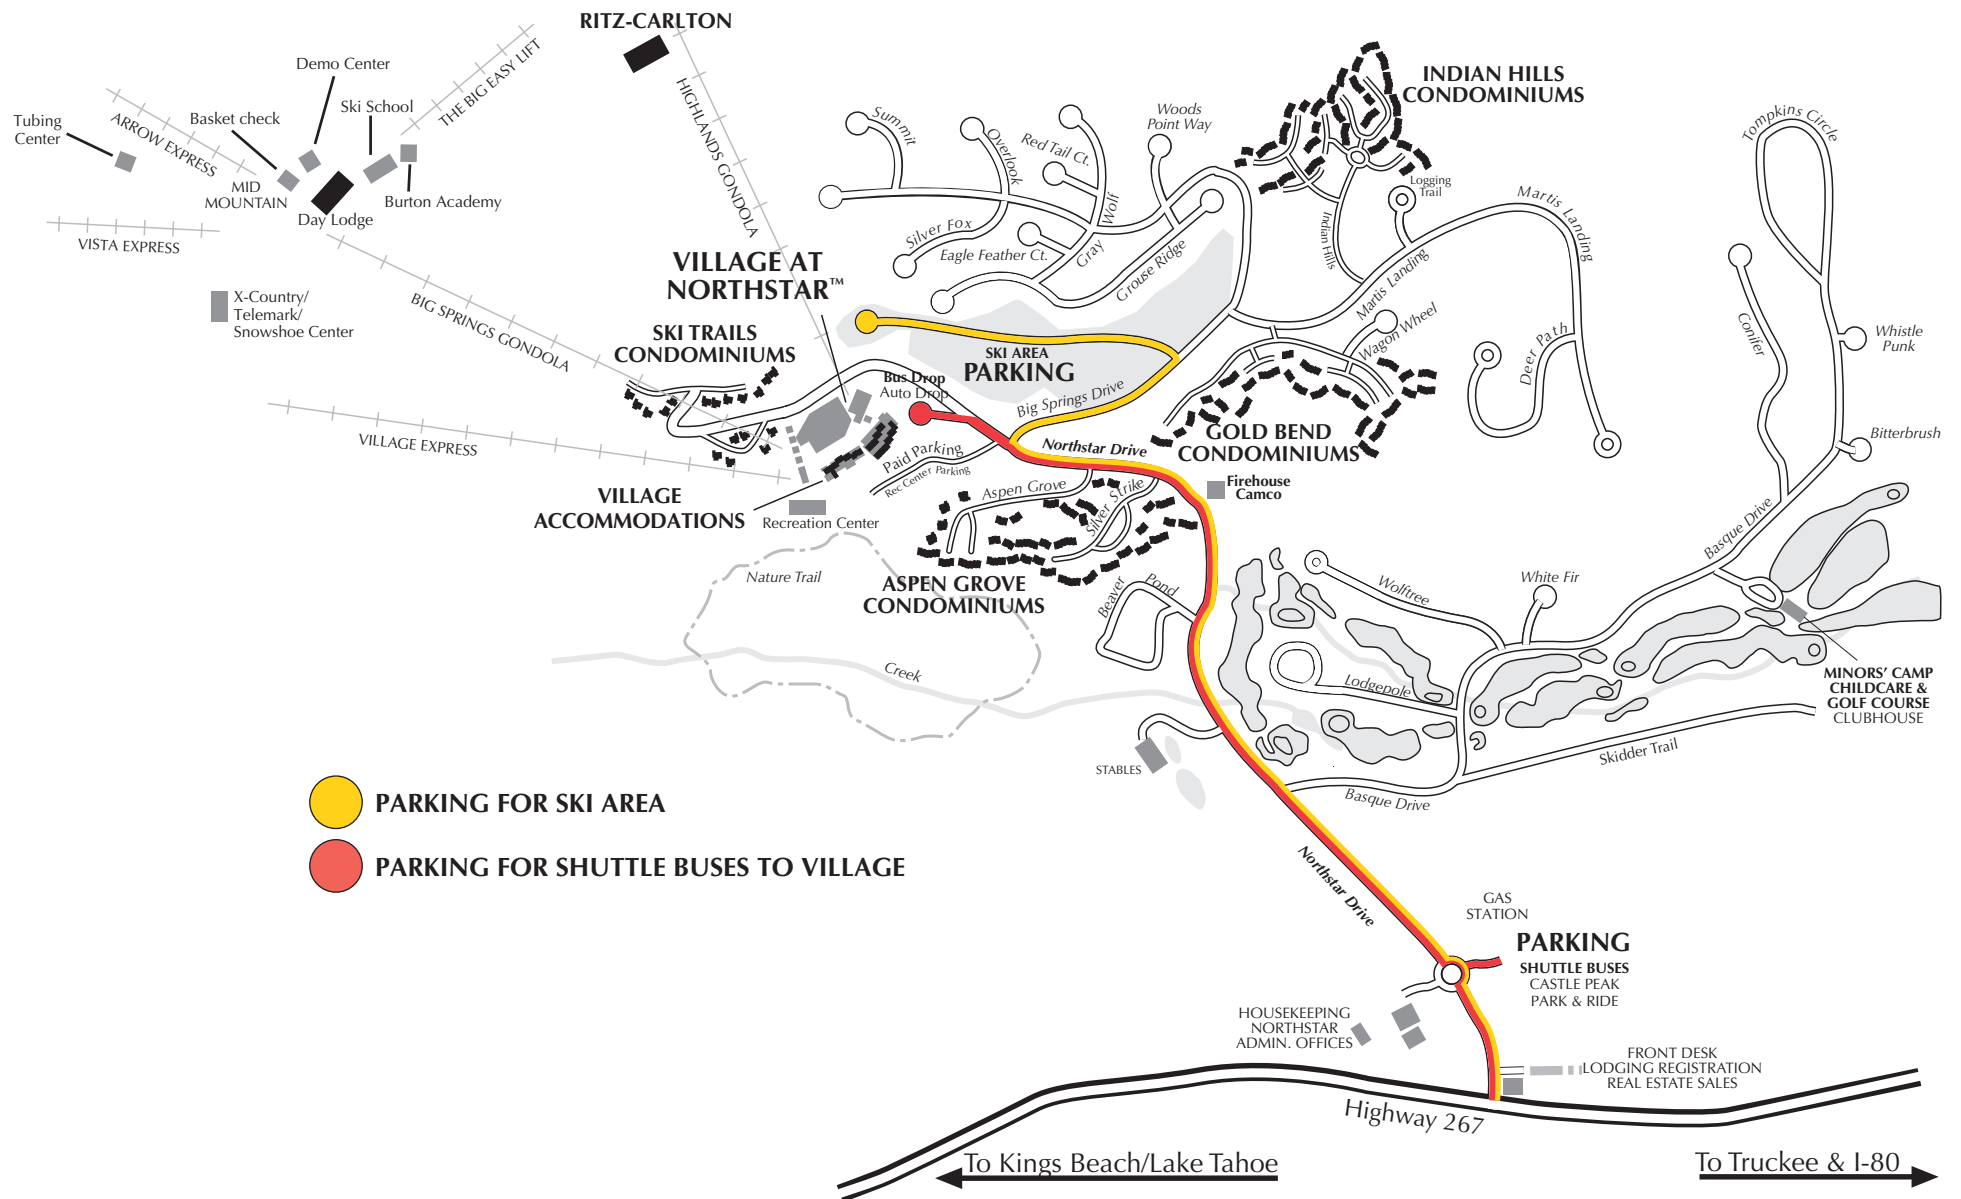 RITZ-CARLTON
Demo Center
THE BIG EASY LIFT
Ski School
Basket check
Tubing
Center
ARROW EXPRESS
MID
MOUNTAIN
Day Lodge
Burton Academy
VISTA EXPRESS
HIGHLANDS GONDOLA
X-Country/
Telemark/
Snowshoe Center
BIG SPRINGS GONDOLA
VILLAGE EXPRESS
VILLAGE AT
NORTHSTAR™
SKI TRAILS
CONDOMINIUMS
VILLAGE
ACCOMMODATIONS
Recreation Center
Bus Drop
Auto Drop
Paid Parking
Rec Center Parking
SKI AREA
PARKING
Big Springs Drive
Northstar Drive
Summit
Overlook
Red Tail Ct.
Woods
Point Way
Wolf
Silver Fox
Eagle Feather Ct.
Gray
Grouse Ridge
INDIAN HILLS
CONDOMINIUMS
Logging
Trail
Indian Hills
Martis Landing
Martis Landing
Wagon Wheel
Deer Path
Tompkins Circle
Conifer
Whistle
Punk
Bitterbrush
Basque Drive
GOLD BEND
CONDOMINIUMS
Firehouse
Camco
Aspen Grove
Silver Strike
ASPEN GROVE
CONDOMINIUMS
Nature Trail
Creek
Beaver
Pond
Wolftree
White Fir
Lodgepole
MINORS’ CAMP
CHILDCARE &
GOLF COURSE
CLUBHOUSE
Skidder Trail
Basque Drive
STABLES
PARKING FOR SKI AREA
PARKING FOR SHUTTLE BUSES TO VILLAGE
Northstar Drive
GAS
STATION
PARKING
SHUTTLE BUSES
CASTLE PEAK
PARK & RIDE
HOUSEKEEPING
NORTHSTAR
ADMIN. OFFICES
FRONT DESK
LODGING REGISTRATION
REAL ESTATE SALES
Highway 267
To Kings Beach/Lake Tahoe
To Truckee & I-80